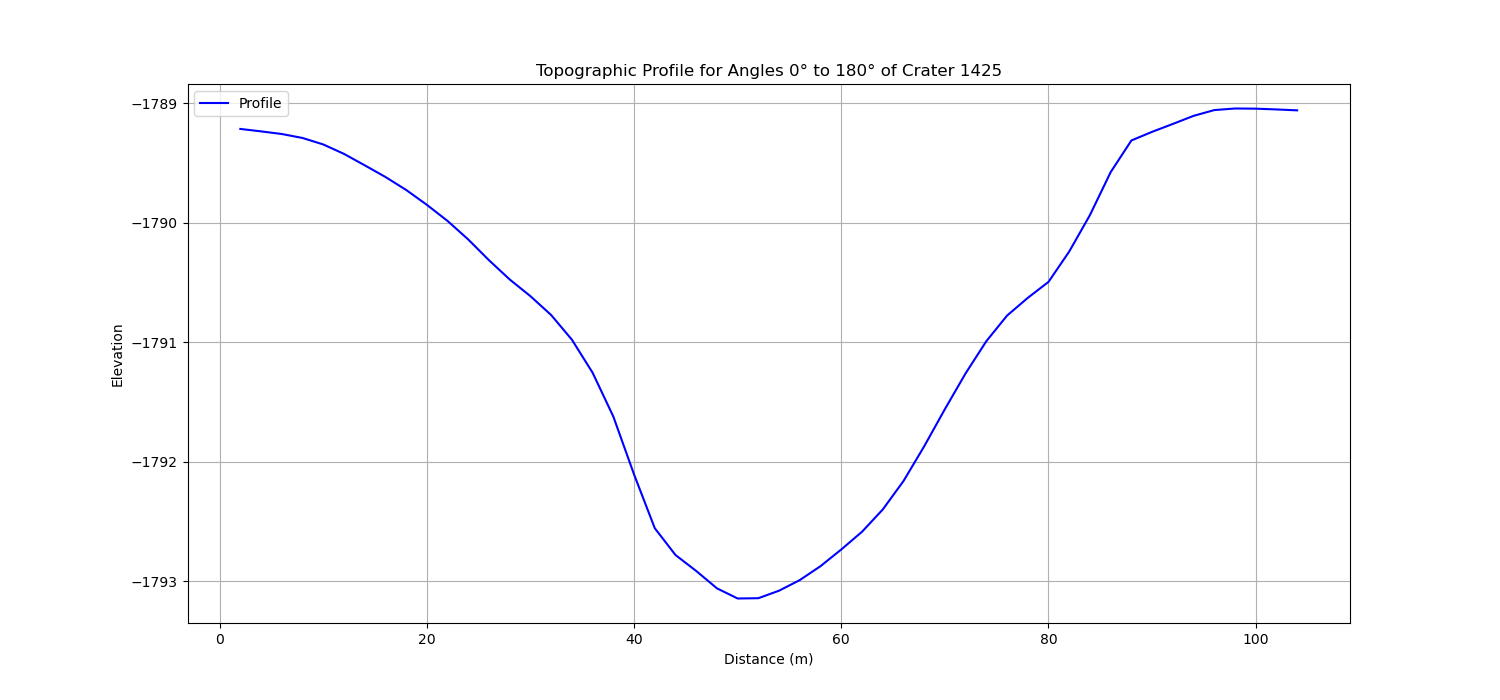 Topographic Profile for Angles 0° to 180° of Crater 1425
Profile
−1789
−1790
−1791
−1792
−1793
Elevation
0 20 40 60 80 100
Distance (m)